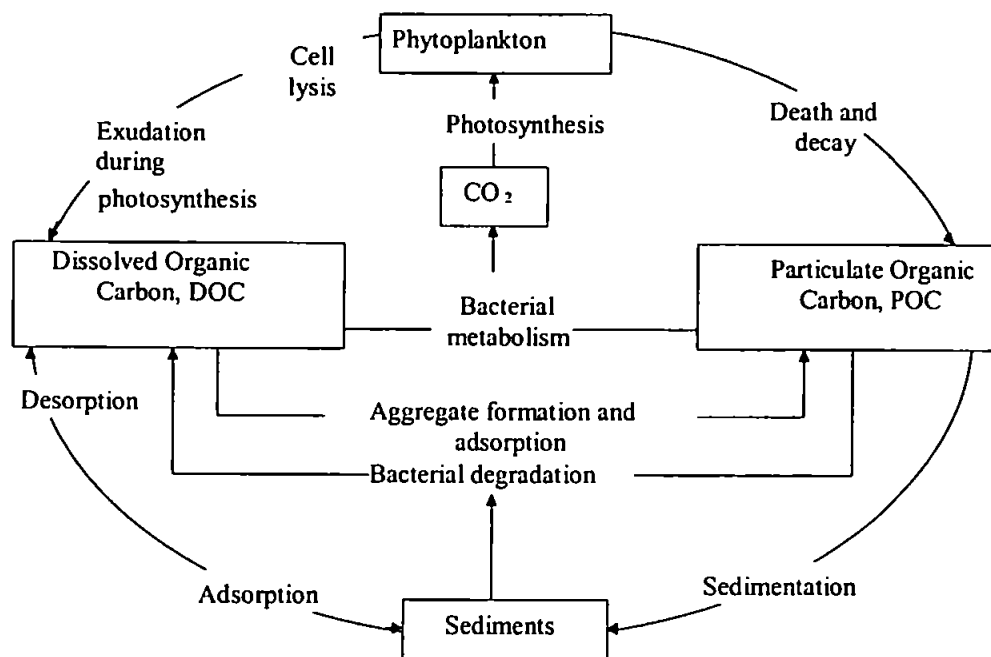 Phytoplankton
Cell
lysis
Death and
decay
Photosynthesis
Exudation
during
photosynthesis
CO₂
Dissolved Organic
Carbon, DOC
Particulate Organic
Carbon, POC
Bacterial
metabolism
Desorption
Aggregate formation and
adsorption
Bacterial degradation
Adsorption
Sedimentation
Sediments